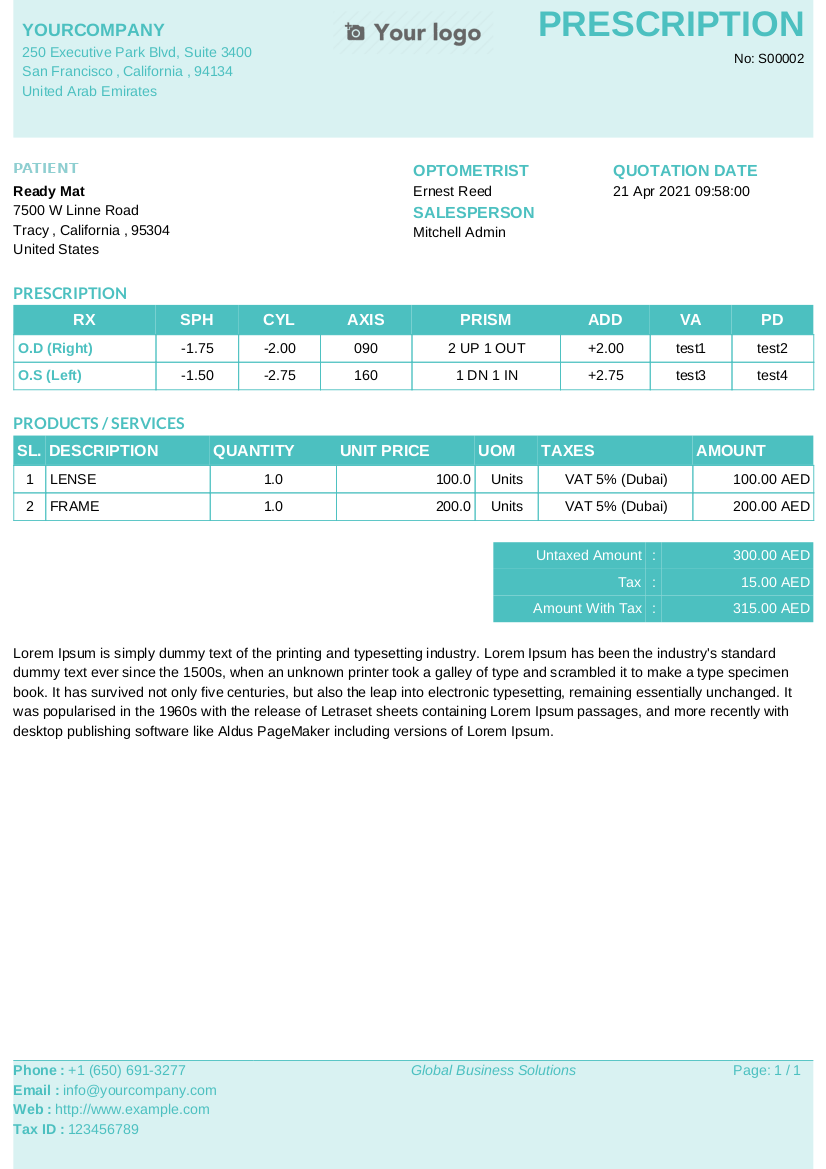 YOURCOMPANY
250 Executive Park Blvd, Suite 3400
San Francisco , California , 94134
United Arab Emirates
Your logo
PRESCRIPTION
No: S00002
PATIENT
Ready Mat
7500 W Linne Road
Tracy , California , 95304
United States
OPTOMETRIST
Ernest Reed
SALESPERSON
Mitchell Admin
QUOTATION DATE
21 Apr 2021 09:58:00
PRESCRIPTION
RX SPH CYL AXIS PRISM ADD VA PD
O.D (Right) -1.75 -2.00 090 2 UP 1 OUT +2.00 test1 test2
O.S (Left) -1.50 -2.75 160 1 DN 1 IN +2.75 test3 test4
PRODUCTS / SERVICES
SL. DESCRIPTION QUANTITY UNIT PRICE UOM TAXES AMOUNT
1 LENSE 1.0 100.0 Units VAT 5% (Dubai) 100.00 AED
2 FRAME 1.0 200.0 Units VAT 5% (Dubai) 200.00 AED
Untaxed Amount : 300.00 AED
Tax : 15.00 AED
Amount With Tax : 315.00 AED
Lorem Ipsum is simply dummy text of the printing and typesetting industry. Lorem Ipsum has been the industry's standard
dummy text ever since the 1500s, when an unknown printer took a galley of type and scrambled it to make a type specimen
book. It has survived not only five centuries, but also the leap into electronic typesetting, remaining essentially unchanged. It
was popularised in the 1960s with the release of Letraset sheets containing Lorem Ipsum passages, and more recently with
desktop publishing software like Aldus PageMaker including versions of Lorem Ipsum.
Phone : +1 (650) 691-3277
Email : info@yourcompany.com
Web : http://www.example.com
Tax ID : 123456789
Global Business Solutions
Page: 1 / 1